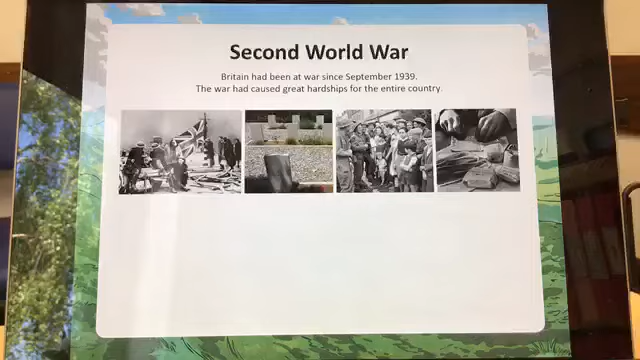 Second World War
Britain had been at war since September 1939.
The war had caused great hardships for the entire country.